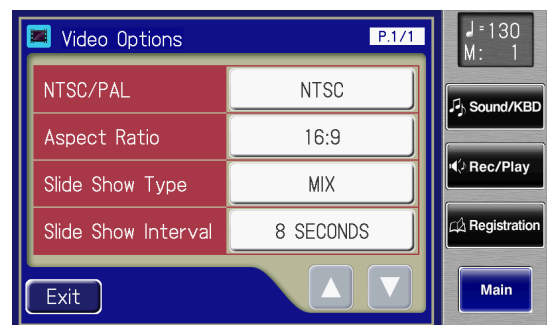 Video Options P.1/1
NTSC/PAL NTSC
Aspect Ratio 16:9
Slide Show Type MIX
Slide Show Interval 8 SECONDS
Exit
♩=130
M: 1
Sound/KBD
Rec/Play
Registration
Main